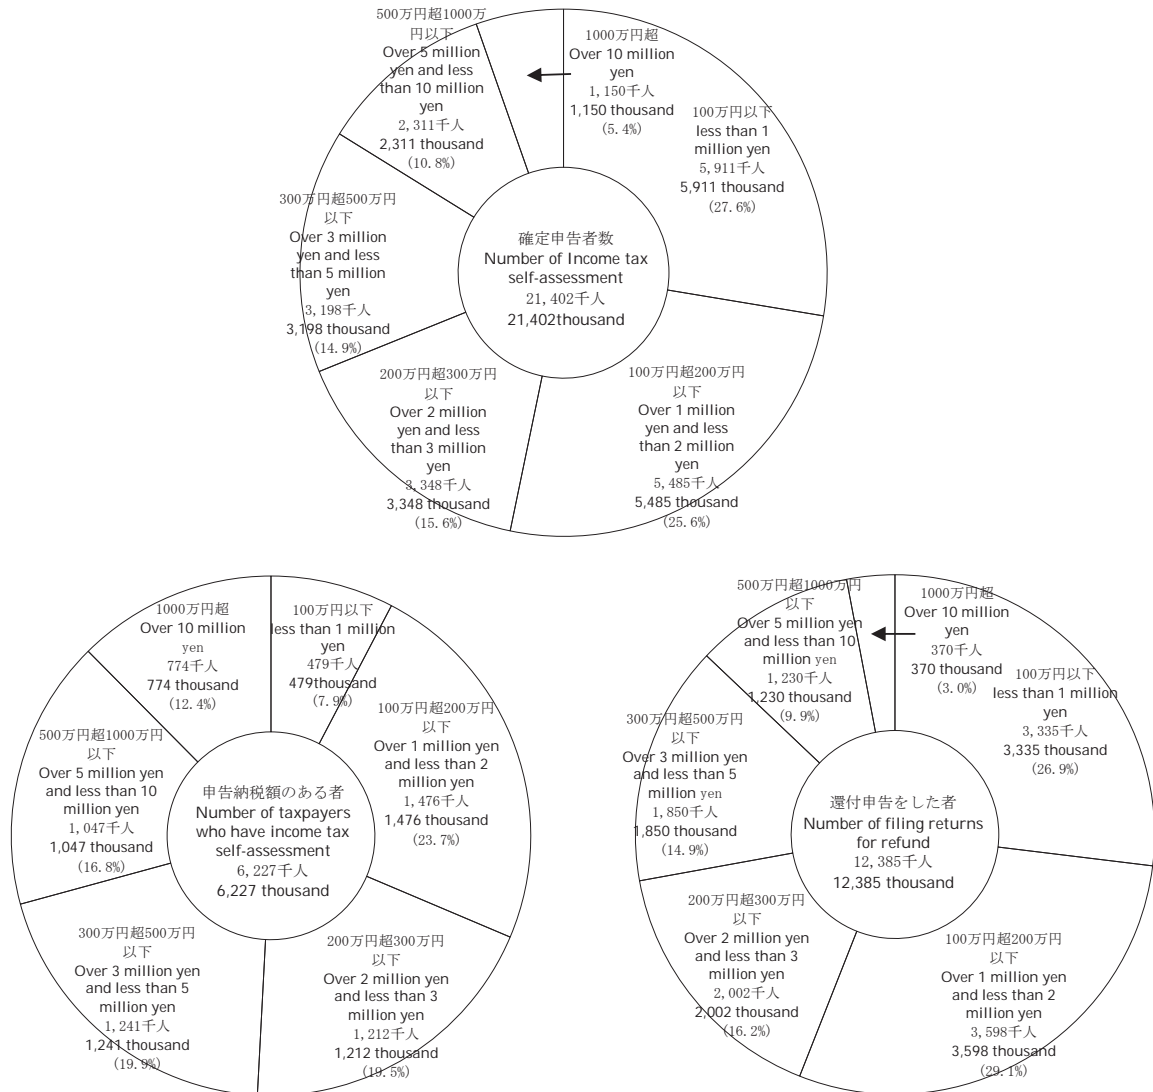 500万円超1000万
円以下
Over 5 million
yen and less
than 10 million
yen
2,311千人
2,311 thousand
(10.8%)
1000万円超
Over 10 million
yen
1,150千人
1,150 thousand
(5.4%)
100万円以下
less than 1
million yen
5,911千人
5,911 thousand
(27.6%)
300万円超500万円
以下
Over 3 million
yen and less
than 5 million
yen
3,198千人
3,198 thousand
(14.9%)
確定申告者数
Number of Income tax
self-assessment
21,402千人
21,402thousand
200万円超300万円
以下
Over 2 million
yen and less
than 3 million
yen
3,348千人
3,348 thousand
(15.6%)
100万円超200万円
以下
Over 1 million
yen and less
than 2 million
yen
5,485千人
5,485 thousand
(25.6%)
1000万円超
Over 10 million
yen
774千人
774 thousand
(12.4%)
100万円以下
less than 1 million
yen
479千人
479thousand
(7.9%)
100万円超200万円
以下
Over 1 million yen
and less than 2
million yen
1,476千人
1,476 thousand
(23.7%)
500万円超1000万円
以下
Over 5 million yen
and less than 10
million yen
1,047千人
1,047 thousand
(16.8%)
申告納税額のある者
Number of taxpayers
who have income tax
self-assessment
6,227千人
6,227 thousand
300万円超500万円
以下
Over 3 million yen
and less than 5
million yen
1,241千人
1,241 thousand
(19.9%)
200万円超300万円
以下
Over 2 million yen
and less than 3
million yen
1,212千人
1,212 thousand
(19.5%)
500万円超1000万円
以下
Over 5 million yen
and less than 10
million yen
1,230千人
1,230 thousand
(9.9%)
1000万円超
Over 10 million
yen
370千人
370 thousand
(3.0%)
100万円以下
less than 1 million
yen
3,335千人
3,335 thousand
(26.9%)
300万円超500万円
以下
Over 3 million yen
and less than 5
million yen
1,850千人
1,850 thousand
(14.9%)
還付申告をした者
Number of filing returns
for refund
12,385千人
12,385 thousand
200万円超300万円
以下
Over 2 million yen
and less than 3
million yen
2,002千人
2,002 thousand
(16.2%)
100万円超200万円
以下
Over 1 million yen
and less than 2
million yen
3,598千人
3,598 thousand
(29.1%)